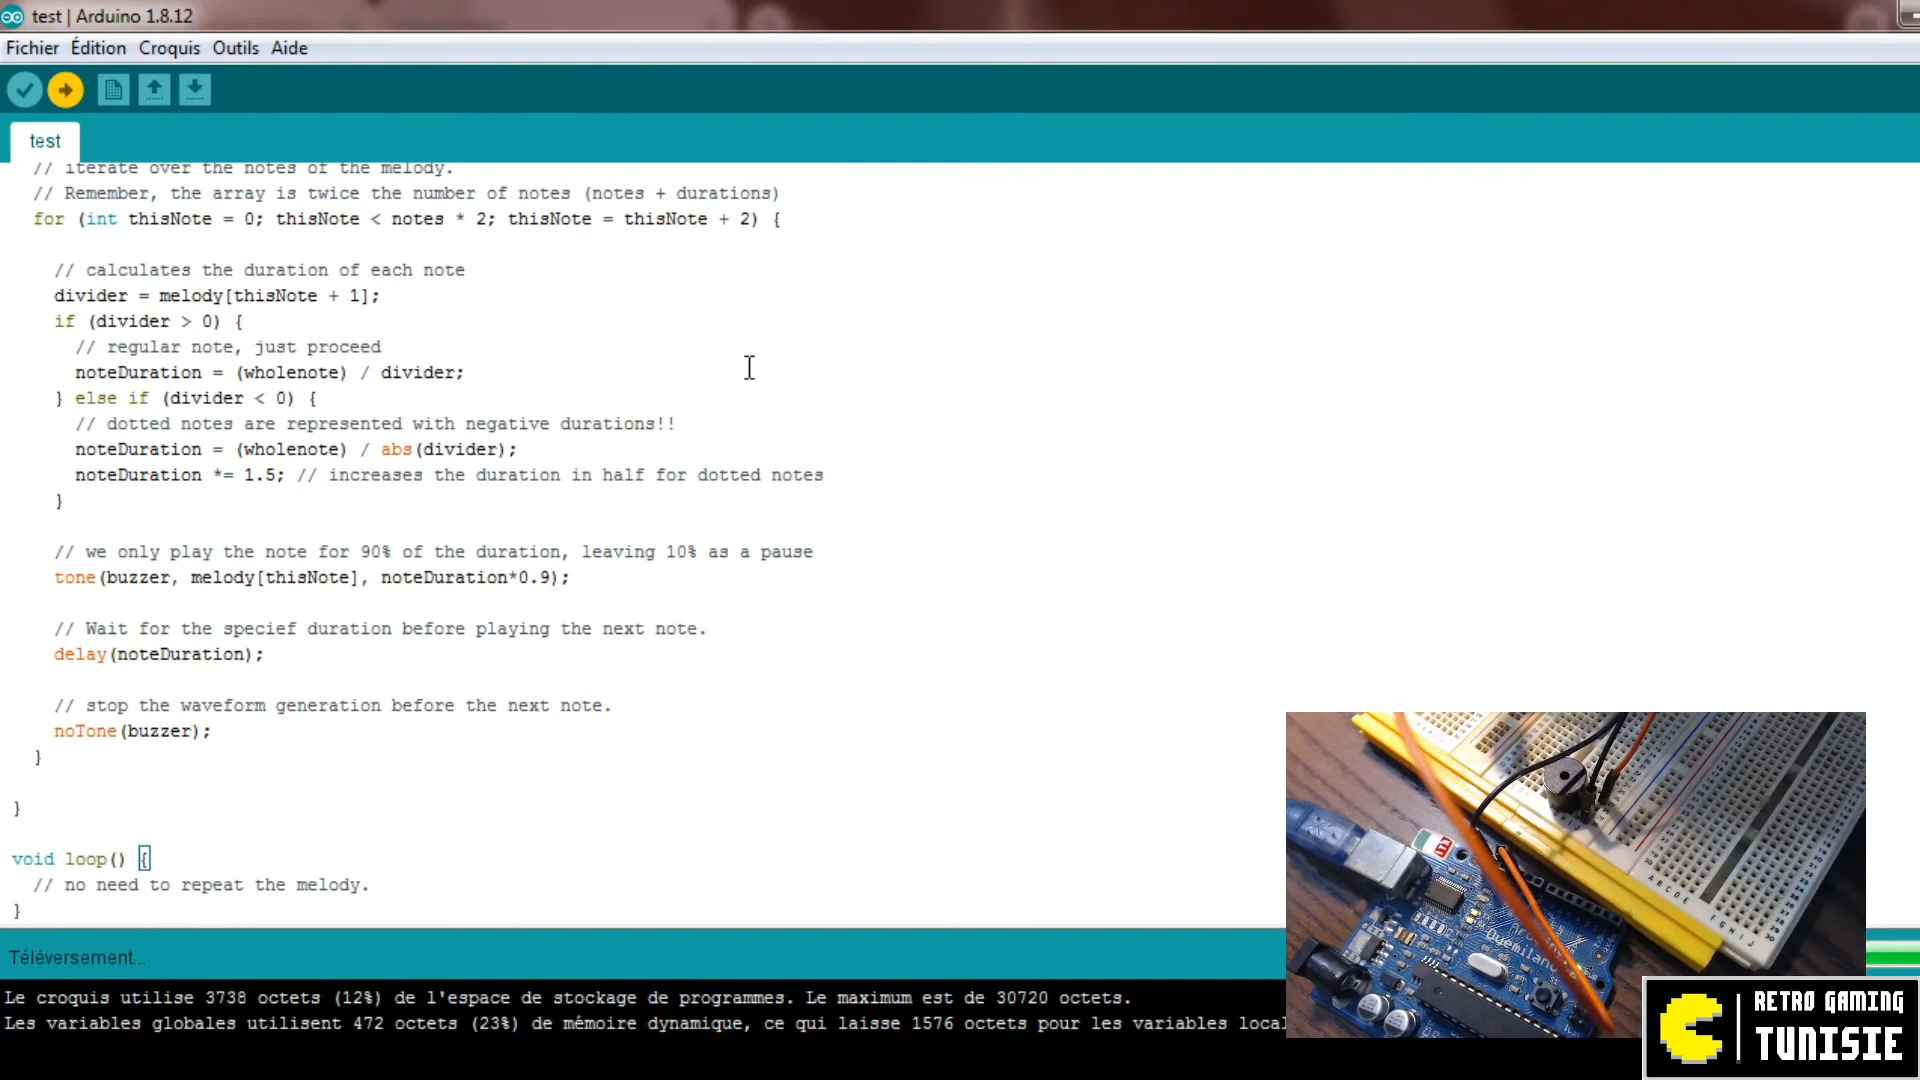 test | Arduino 1.8.12
Fichier Édition Croquis Outils Aide
test
// iterate over the notes of the melody.
// Remember, the array is twice the number of notes (notes + durations)
for (int thisNote = 0; thisNote < notes * 2; thisNote = thisNote + 2) {
// calculates the duration of each note
divider = melody[thisNote + 1];
if (divider > 0) {
// regular note, just proceed
noteDuration = (wholenote) / divider;
} else if (divider < 0) {
// dotted notes are represented with negative durations!!
noteDuration = (wholenote) / abs(divider);
noteDuration *= 1.5; // increases the duration in half for dotted notes
}
// we only play the note for 90% of the duration, leaving 10% as a pause
tone(buzzer, melody[thisNote], noteDuration*0.9);
// Wait for the specief duration before playing the next note.
delay(noteDuration);
// stop the waveform generation before the next note.
noTone(buzzer);
}
}
void loop() {
// no need to repeat the melody.
}
Téléversement...
Le croquis utilise 3738 octets (12%) de l'espace de stockage de programmes. Le maximum est de 30720 octets.
Les variables globales utilisent 472 octets (23%) de mémoire dynamique, ce qui laisse 1576 octets pour les variables local
RETRO GAMING
TUNISIE